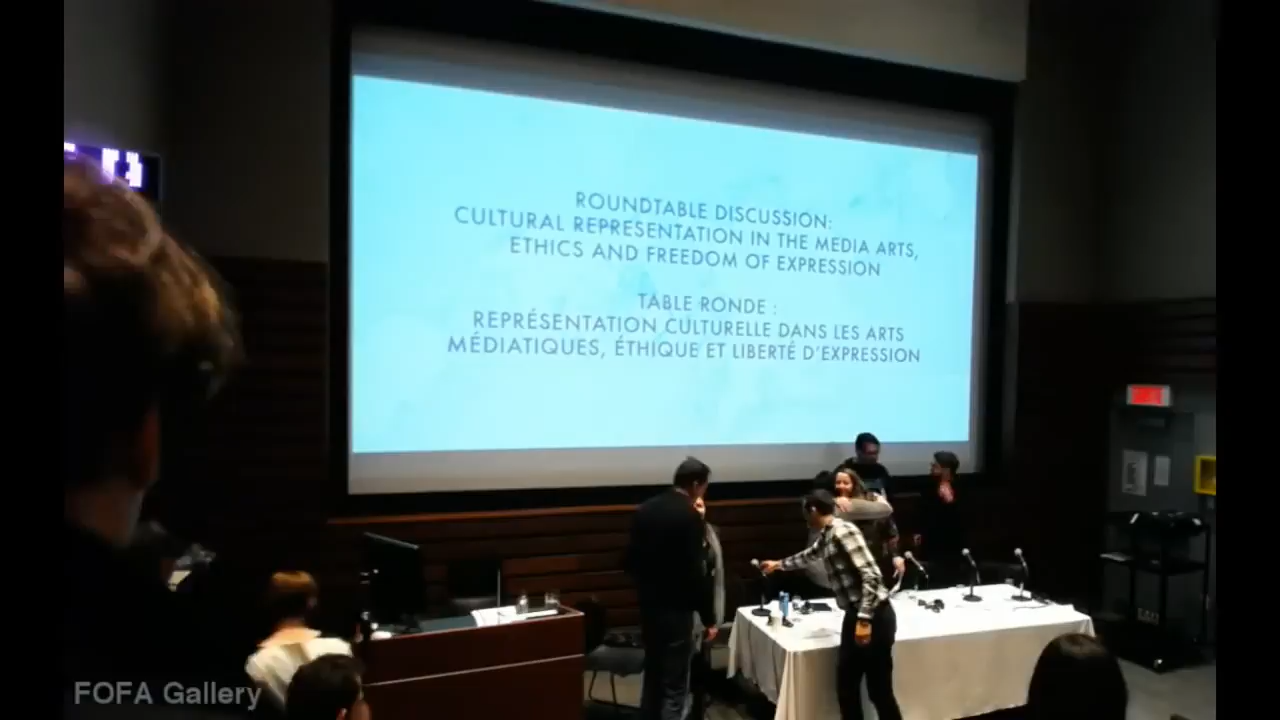 ROUNDTABLE DISCUSSION:
CULTURAL REPRESENTATION IN THE MEDIA ARTS,
ETHICS AND FREEDOM OF EXPRESSION
TABLE RONDE :
REPRÉSENTATION CULTURELLE DANS LES ARTS
MÉDIATIQUES, ÉTHIQUE ET LIBERTÉ D'EXPRESSION
FOFA Gallery